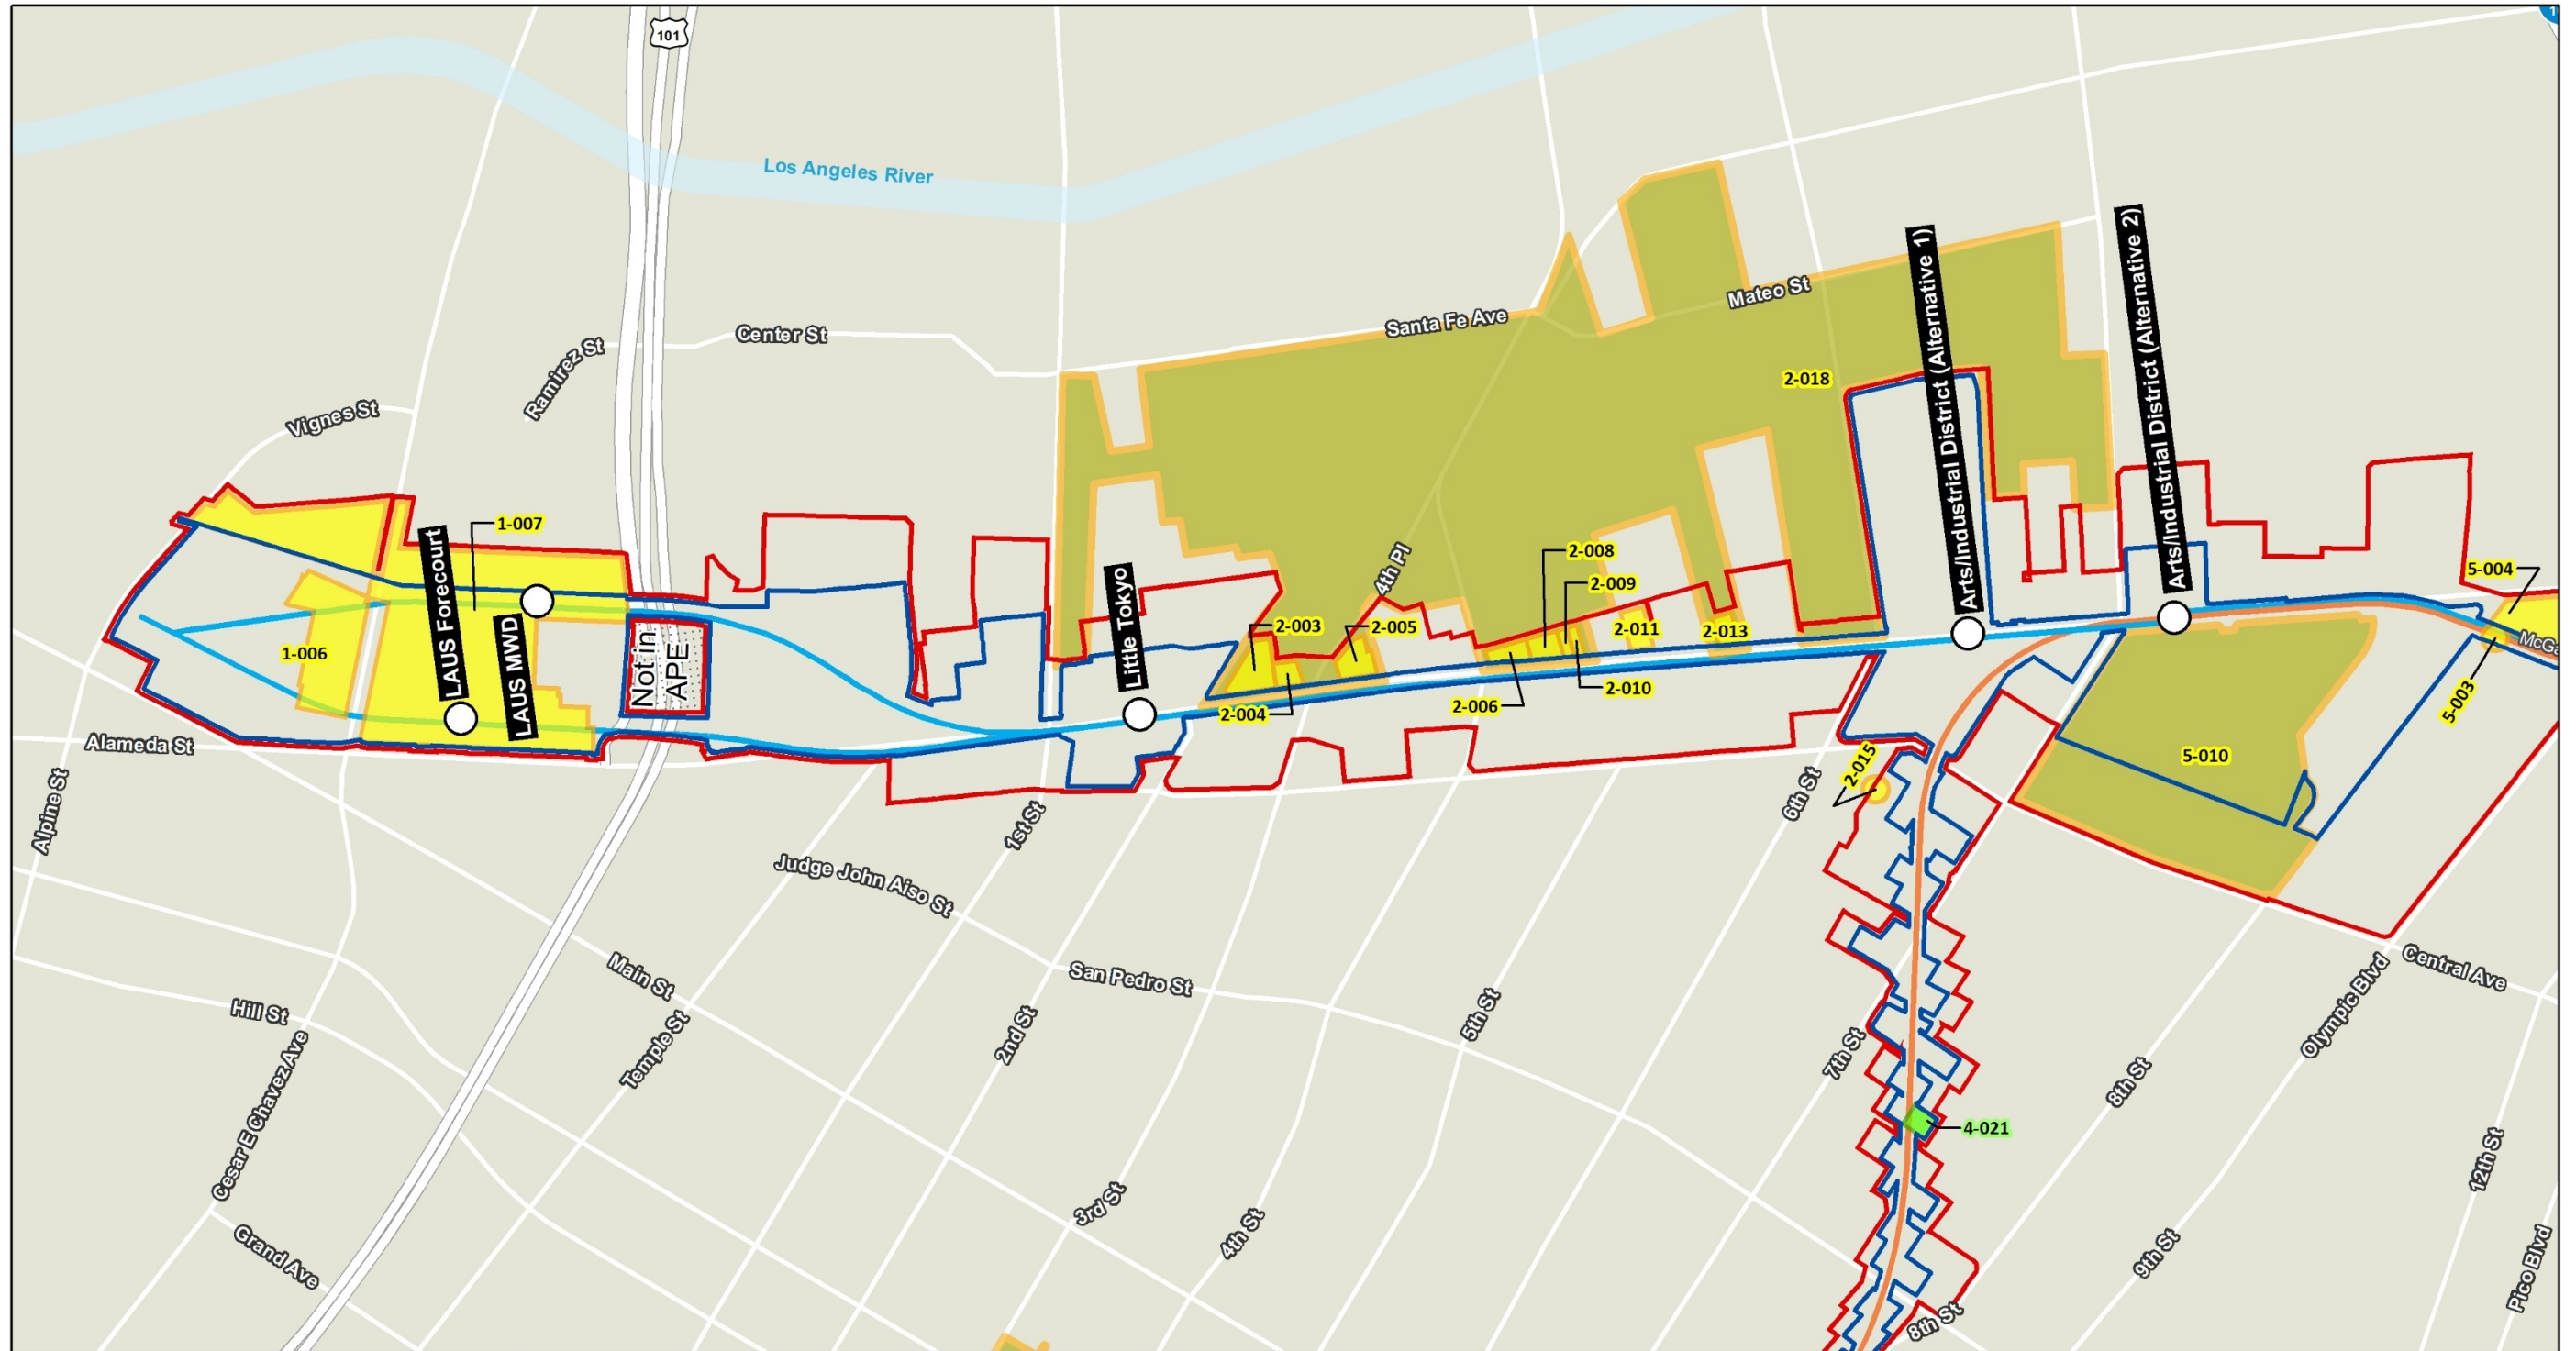 101
1
Los Angeles River
Center St
Ramirez St
Vignes St
Santa Fe Ave
Mateo St
2-018
Arts/Industrial District (Alternative 1)
Arts/Industrial District (Alternative 2)
1-007
LAUS Forecourt
LAUS MWD
1-006
Not in
APE
Little Tokyo
4th Pl
2-003
2-004
2-005
2-006
2-008
2-009
2-010
2-011
2-013
5-004
5-003
McGa
5-010
2-015
Alameda St
Alpine St
1st St
6th St
Judge John Aiso St
San Pedro St
Main St
Hill St
Temple St
2nd St
5th St
7th St
Central Ave
Olympic Blvd
8th St
4-021
Cesar E Chavez Ave
Grand Ave
3rd St
4th St
9th St
12th St
Pico Blvd
8th St